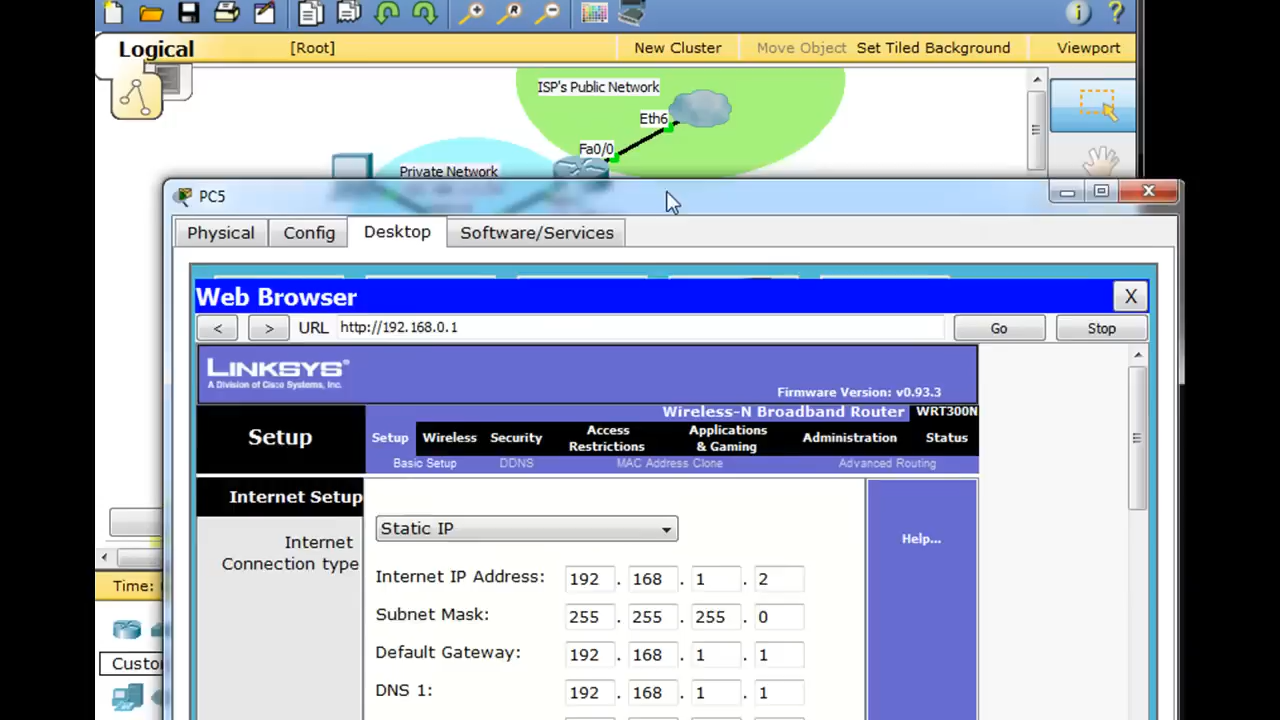 Logical
[Root]
New Cluster
Move Object
Set Tiled Background
Viewport
ISP's Public Network
Eth6
Fa0/0
Private Network
PC5
Physical
Config
Desktop
Software/Services
Web Browser
X
<
>
URL
http://192.168.0.1
Go
Stop
LINKSYS®
A Division of Cisco Systems, Inc.
Firmware Version: v0.93.3
Wireless-N Broadband Router
WRT300N
Setup
Setup
Wireless
Security
Access
Restrictions
Applications
& Gaming
Administration
Status
Basic Setup
DDNS
MAC Address Clone
Advanced Routing
Internet Setup
Internet
Connection type
Static IP
Help...
Internet IP Address: 192 . 168 . 1 . 2
Subnet Mask: 255 . 255 . 255 . 0
Default Gateway: 192 . 168 . 1 . 1
DNS 1: 192 . 168 . 1 . 1
Time: